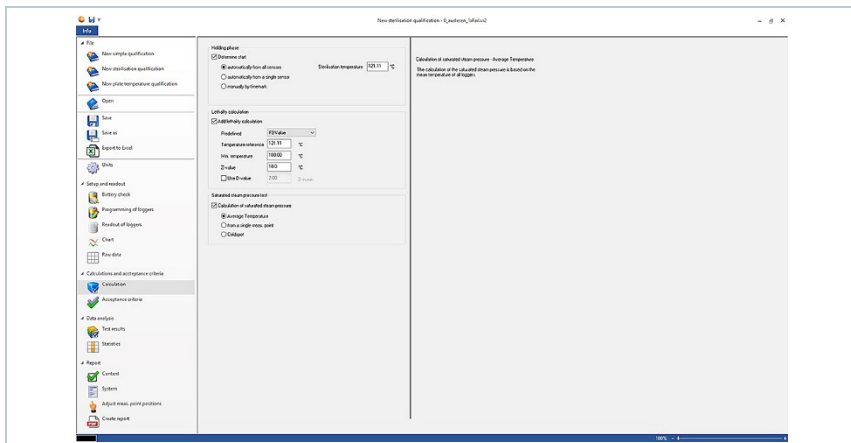 New sterilisation qualification -
Info
File
New simple qualification
New sterilisation qualification
New plate temperature qualification
Open
Save
Save as
Export to Excel
Units
Setup and readout
Battery check
Programming of loggers
Readout of loggers
Chart
Raw data
Calculations and acceptance criteria
Calculation
Acceptance criteria
Data analysis
Test results
Statistics
Report
Content
System
Adjust meas. point positions
Create report
Holding phase
Determine start
automatically from all sensors
Sterilisation temperature 121.11 °C
automatically from a single sensor
manually by timemark
Lethality calculation
Add lethality calculation
Predefined F0 Value
Temperature reference 121.11 °C
Min. temperature 100.00 °C
Z-value 10.0 °C
Use D-value 2.00
Saturated steam pressure test
Calculation of saturated steam pressure
Average Temperature
from a single meas. point
Coldspot
Calculation of saturated steam pressure - Average Temperature
The calculation of the saturated steam pressure is based on the
mean temperature of all loggers.
100%